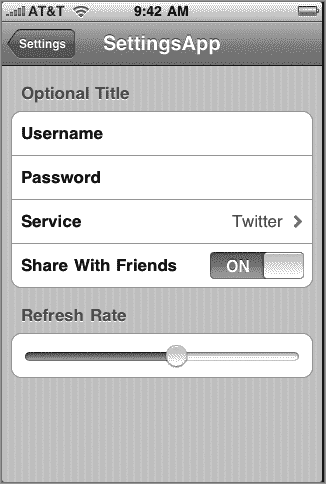 AT&T 9:42 AM
Settings SettingsApp
Optional Title
Username
Password
Service Twitter
Share With Friends ON
Refresh Rate